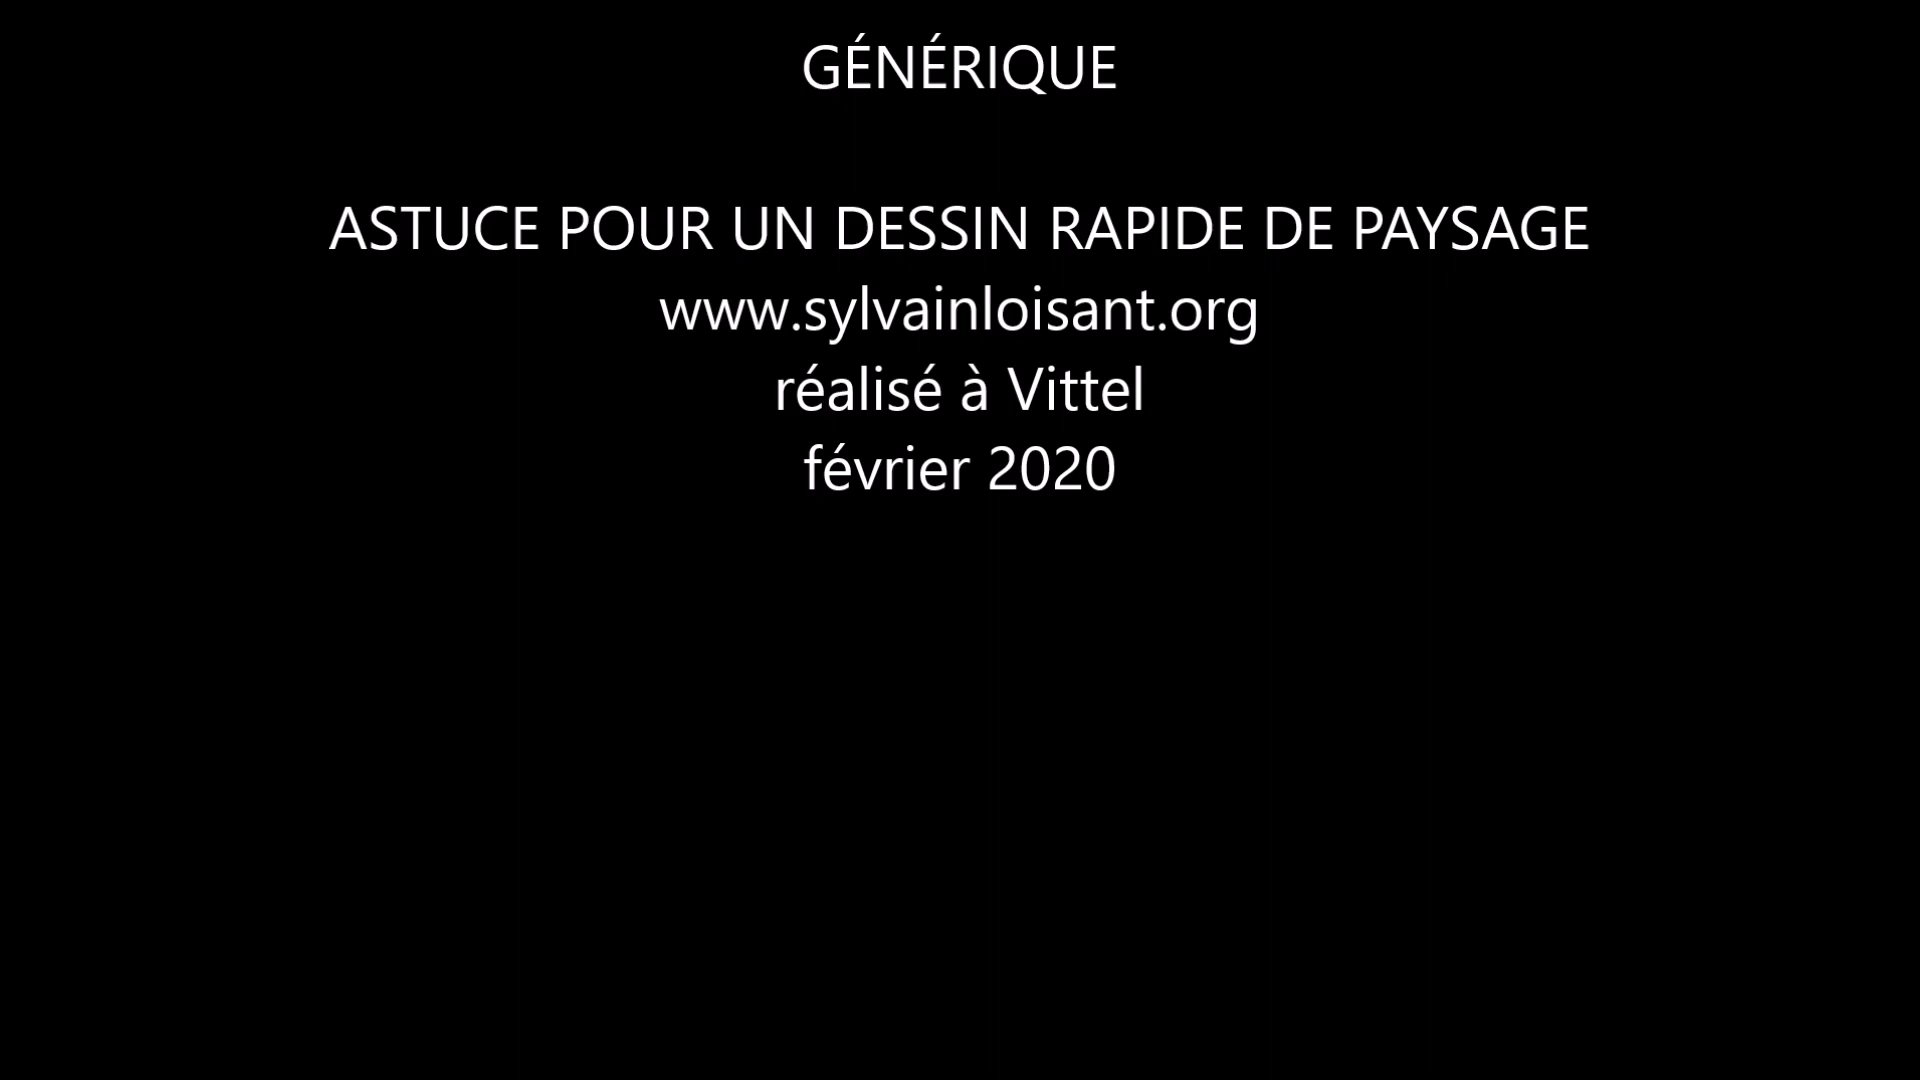 GÉNÉRIQUE
ASTUCE POUR UN DESSIN RAPIDE DE PAYSAGE
www.sylvainloisant.org
réalisé à Vittel
février 2020